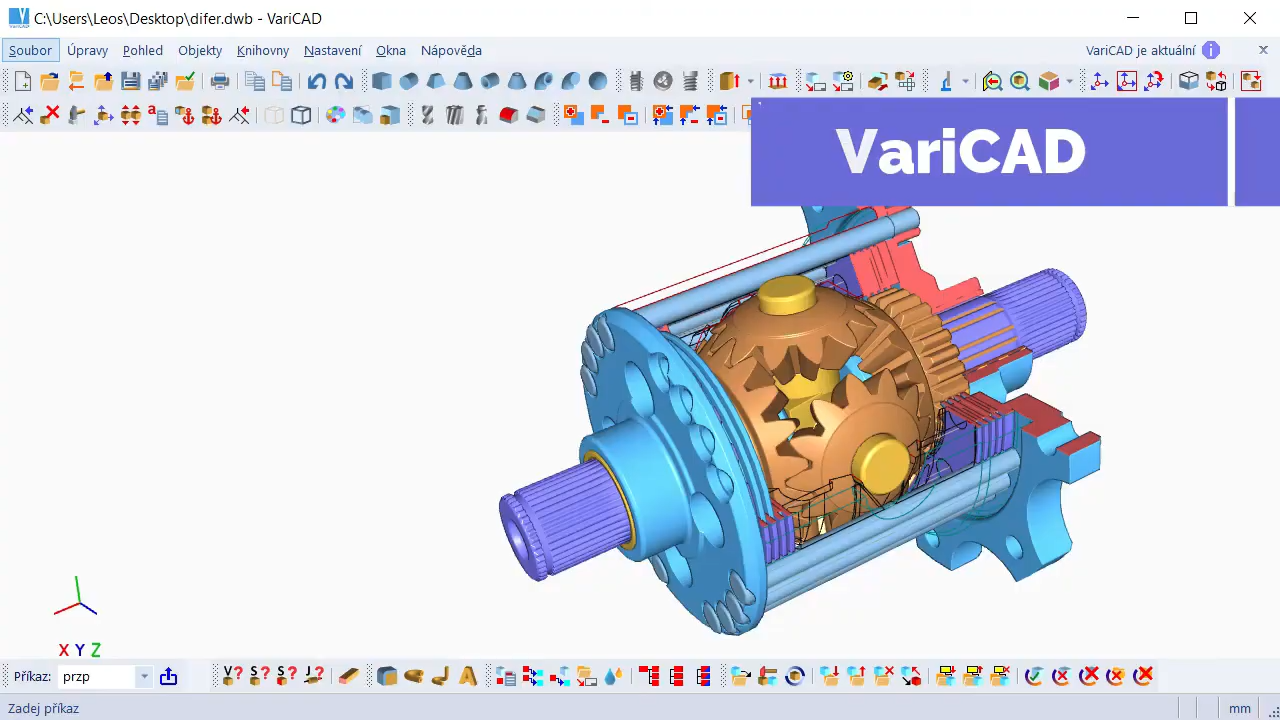 C:\Users\Leos\Desktop\difer.dwb - VariCAD
Soubor Úpravy Pohled Objekty Knihovny Nastavení Okna Nápověda VariCAD je aktuální
VariCAD
X Y Z
Příkaz: przp
Zadej příkaz mm